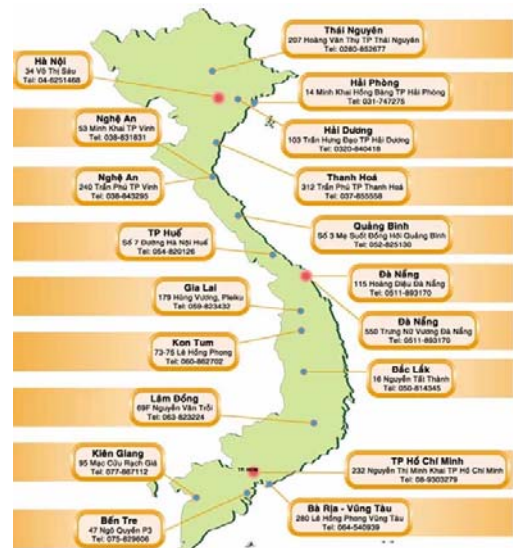 Thái Nguyên
207 Hoàng Văn Thụ TP Thái Nguyên
Tel: 0280-852677
Hà Nội
34 Võ Thị Sáu
Tel: 04-6251468
Hải Phòng
14 Minh Khai Hồng Bàng TP Hải Phòng
Tel: 031-747275
Nghệ An
53 Minh Khai TP Vinh
Tel: 038-831831
Hải Dương
103 Trần Hưng Đạo TP Hải Dương
Tel: 0320-840418
Nghệ An
240 Trần Phú TP Vinh
Tel: 038-843295
Thanh Hoá
312 Trần Phú TP Thanh Hoá
Tel: 037-855558
TP Huế
Số 7 Đường Hà Nội Huế
Tel: 054-820126
Quảng Bình
Số 3 Mẹ Suốt Đồng Hới Quảng Bình
Tel: 052-825130
Đà Nẵng
115 Hoàng Diệu Đà Nẵng
Tel: 0511-893170
Gia Lai
179 Hùng Vương, Pleiku
Tel: 059-823432
Đà Nẵng
550 Trưng Nữ Vương Đà Nẵng
Tel: 0511-893170
Kon Tum
73-75 Lê Hồng Phong
Tel: 060-862702
Đắc Lắk
16 Nguyễn Tất Thành
Tel: 050-814345
Lâm Đồng
69F Nguyễn Văn Trỗi
Tel: 063-823224
Kiên Giang
95 Mạc Cửu Rạch Giá
Tel: 077-867112
TP. HCM
TP Hồ Chí Minh
232 Nguyễn Thị Minh Khai TP Hồ Chí Minh
Tel: 08-9303279
Bà Rịa - Vũng Tàu
280 Lê Hồng Phong Vũng Tàu
Tel: 064-540939
Bến Tre
47 Ngô Quyền P3
Tel: 075-829606